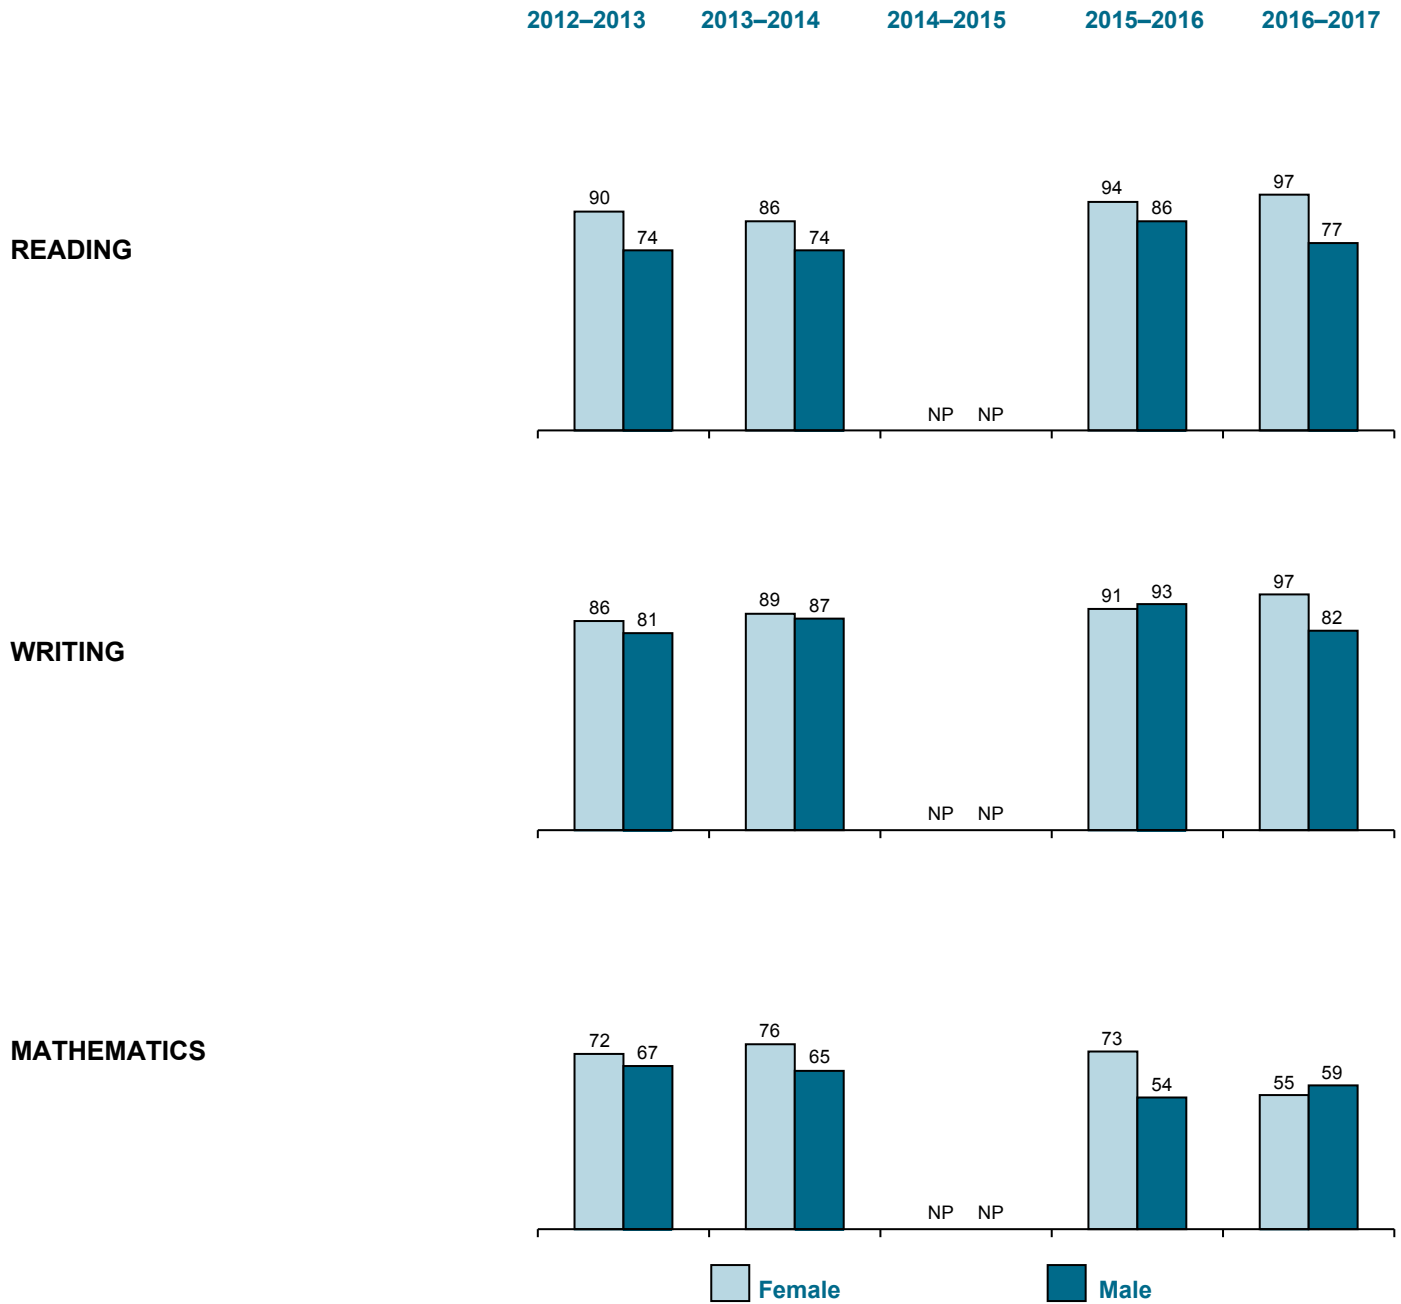 2012–2013 2013–2014 2014–2015 2015–2016 2016–2017
READING
90 74 86 74 NP NP 94 86 97 77
WRITING
86 81 89 87 NP NP 91 93 97 82
MATHEMATICS
72 67 76 65 NP NP 73 54 55 59
Female Male